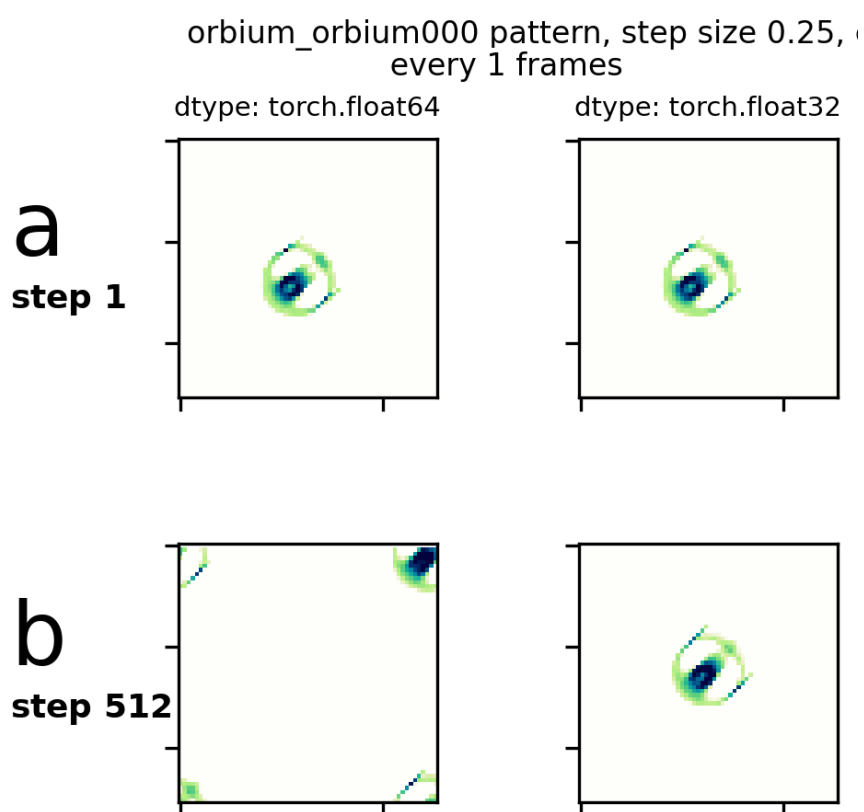 orbium_orbium000 pattern, step size 0.25,
every 1 frames
dtype: torch.float64
dtype: torch.float32
a
step 1
b
step 512